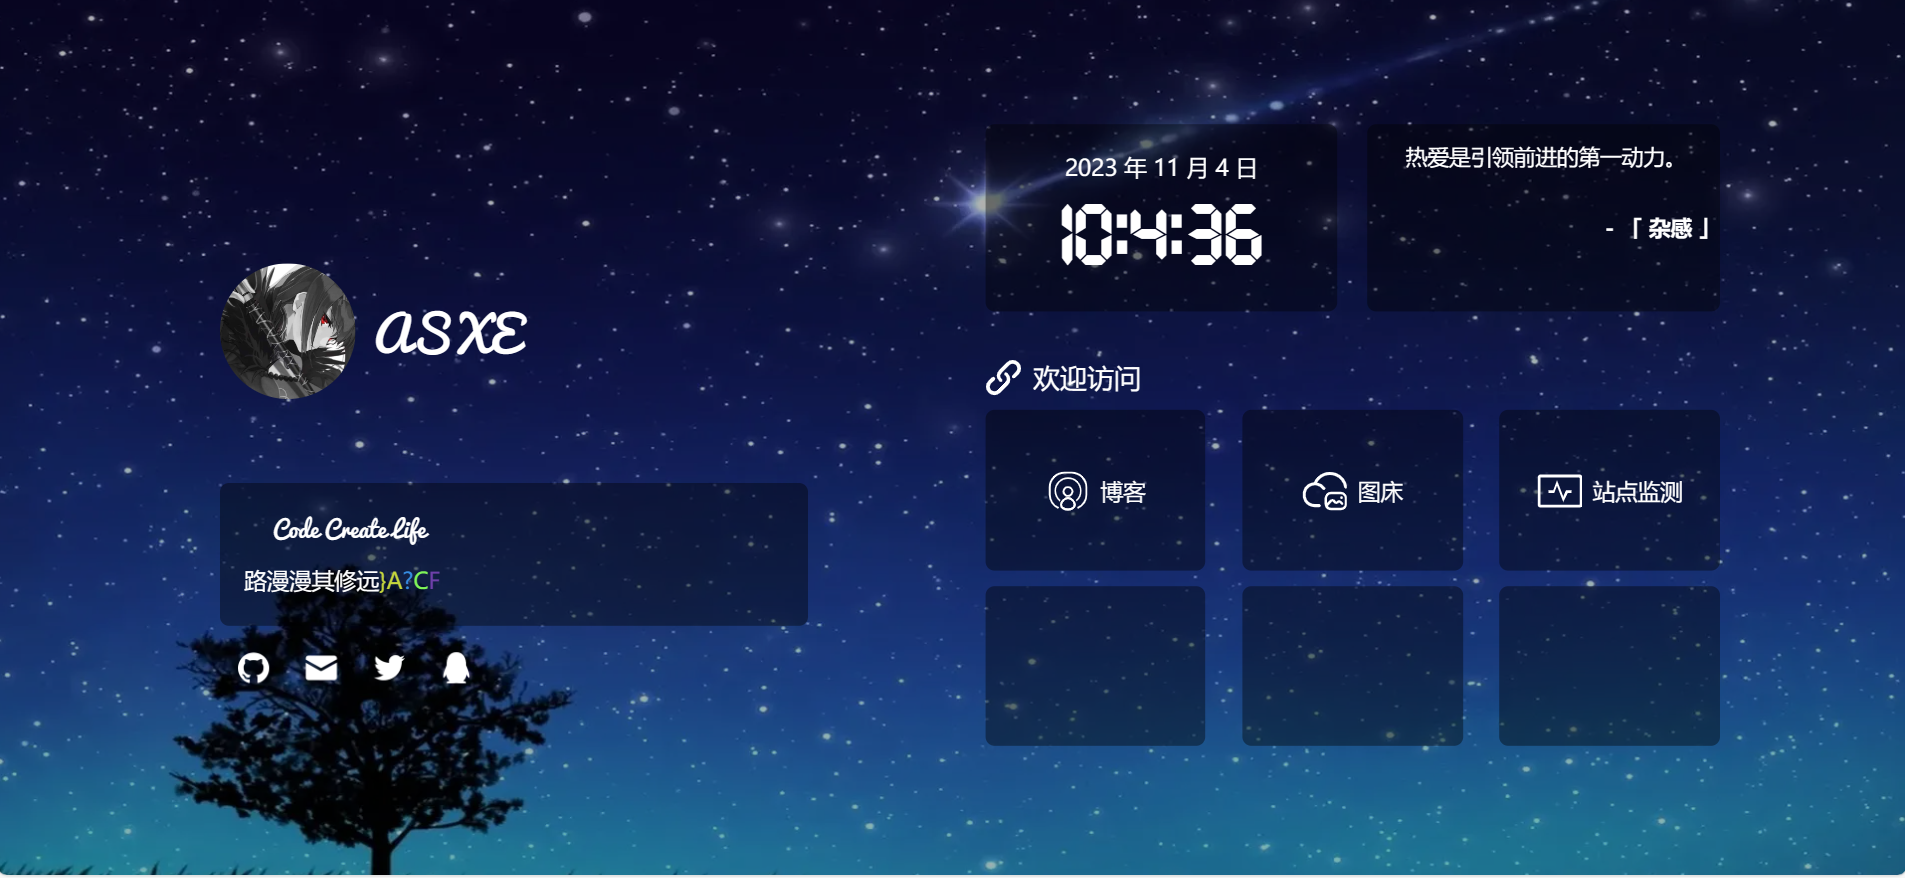 ASXE
Code Create Life
路漫漫其修远}A?CF
2023 年 11 月 4 日
10:4:36
热爱是引领前进的第一动力。
- 「 杂感 」
欢迎访问
博客
图床
站点监测